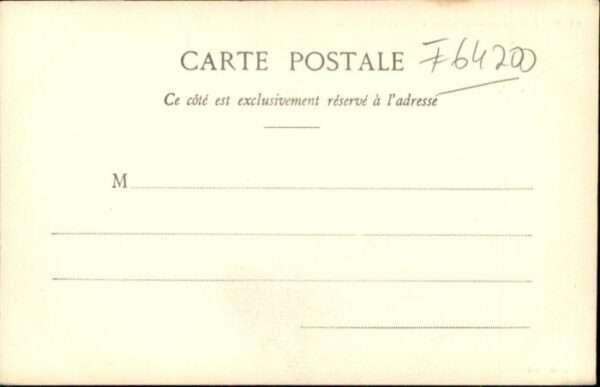 CARTE POSTALE F64200
Ce côté est exclusivement réservé à l'adresse
M